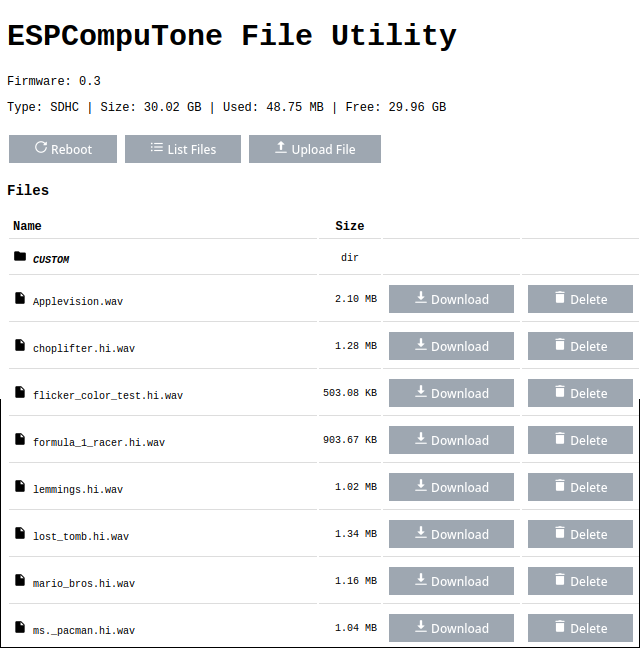 ESPCompuTone File Utility
Firmware: 0.3
Type: SDHC | Size: 30.02 GB | Used: 48.75 MB | Free: 29.96 GB
Reboot List Files Upload File
Files
Name Size
CUSTOM dir
Applevision.wav 2.10 MB Download Delete
choplifter.hi.wav 1.28 MB Download Delete
flicker_color_test.hi.wav 503.08 KB Download Delete
formula_1_racer.hi.wav 903.67 KB Download Delete
lemmings.hi.wav 1.02 MB Download Delete
lost_tomb.hi.wav 1.34 MB Download Delete
mario_bros.hi.wav 1.16 MB Download Delete
ms._pacman.hi.wav 1.04 MB Download Delete